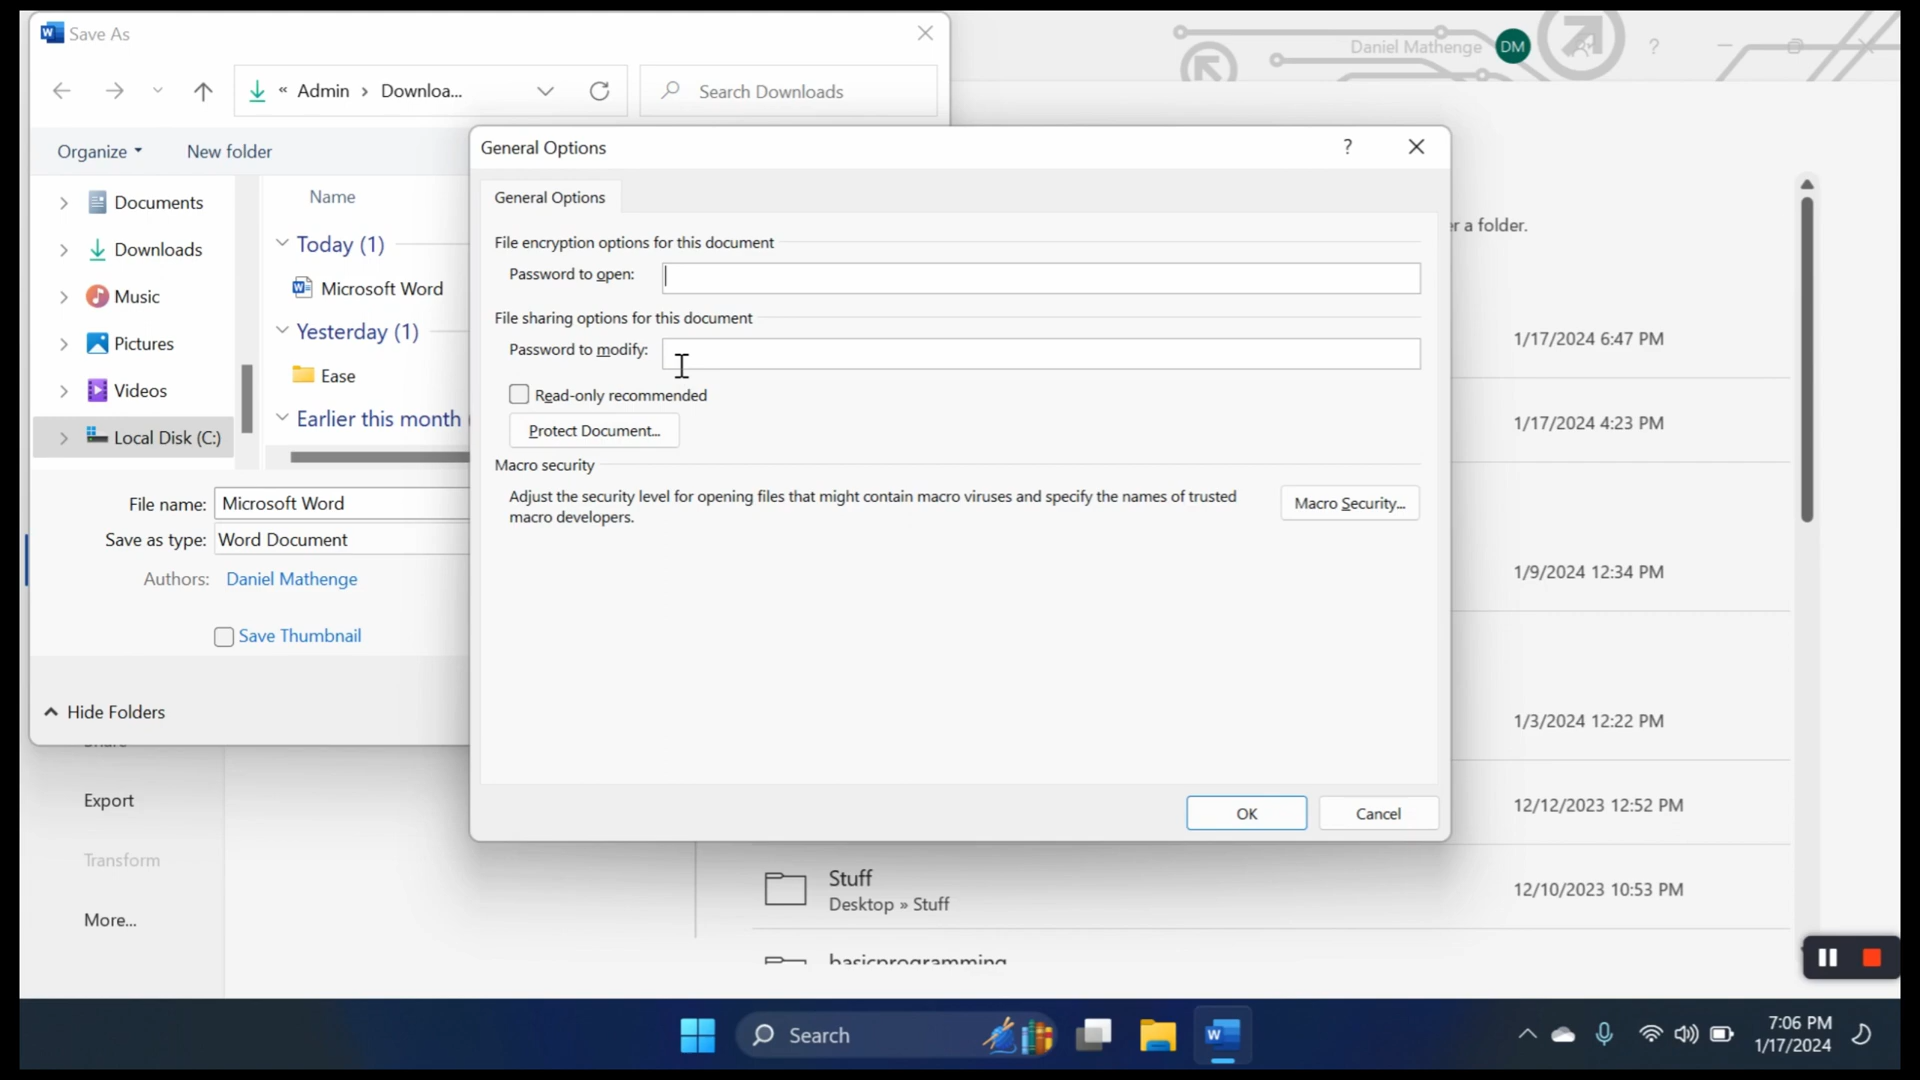 Save As
Daniel Mathenge DM ?
« Admin › Downloa...
Search Downloads
Organize
New folder
Documents
Downloads
Music
Pictures
Videos
Local Disk (C:)
Name
Today (1)
Microsoft Word
Yesterday (1)
Ease
Earlier this month
File name: Microsoft Word
Save as type: Word Document
Authors: Daniel Mathenge
Save Thumbnail
Hide Folders
General Options
?
General Options
File encryption options for this document
Password to open:
File sharing options for this document
Password to modify:
Read-only recommended
Protect Document...
Macro security
Adjust the security level for opening files that might contain macro viruses and specify the names of trusted
macro developers.
Macro Security...
OK
Cancel
r a folder.
1/17/2024 6:47 PM
1/17/2024 4:23 PM
1/9/2024 12:34 PM
1/3/2024 12:22 PM
12/12/2023 12:52 PM
Stuff
Desktop » Stuff
12/10/2023 10:53 PM
basicprogramming
Export
Transform
More...
Search
7:06 PM
1/17/2024